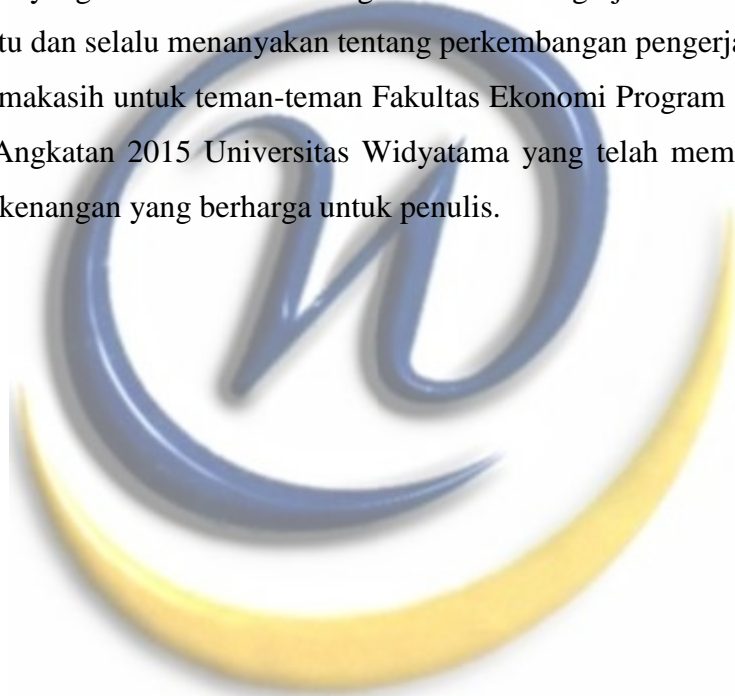 tu dan selalu menanyakan tentang perkembangan pengerja
makasih untuk teman-teman Fakultas Ekonomi Program
Angkatan 2015 Universitas Widyatama yang telah mem
kenangan yang berharga untuk penulis.